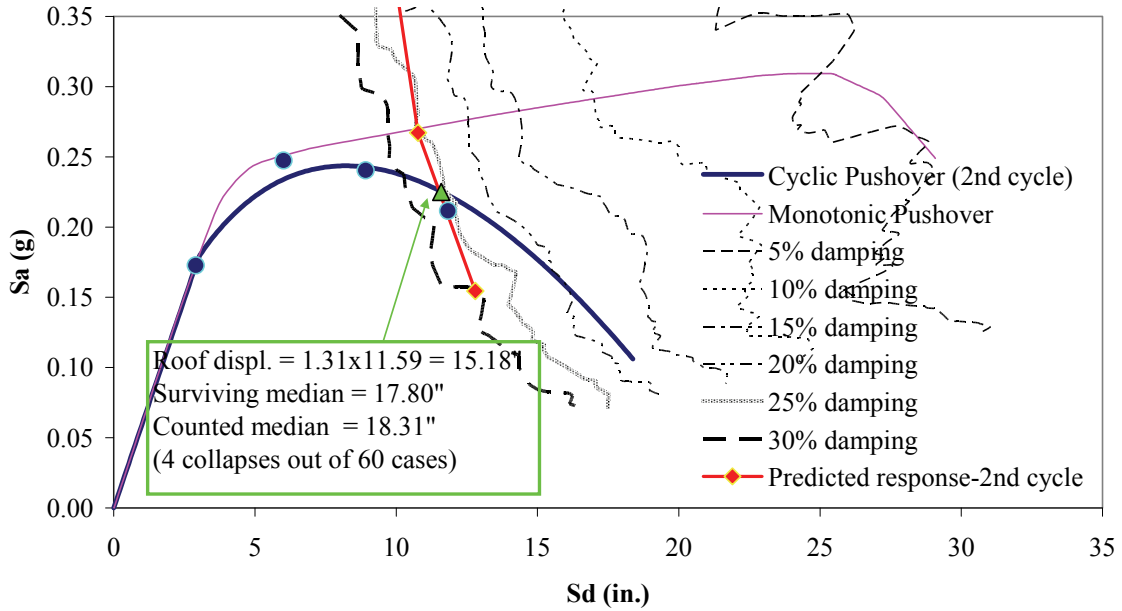 0.35
0.30
0.25
0.20
0.15
0.10
0.05
0.00
Sa (g)
0
5
10
15
20
25
30
35
Sd (in.)
Roof displ. = 1.31x11.59 = 15.18"
Surviving median = 17.80"
Counted median = 18.31"
(4 collapses out of 60 cases)
Cyclic Pushover (2nd cycle)
Monotonic Pushover
5% damping
10% damping
15% damping
20% damping
25% damping
30% damping
Predicted response-2nd cycle